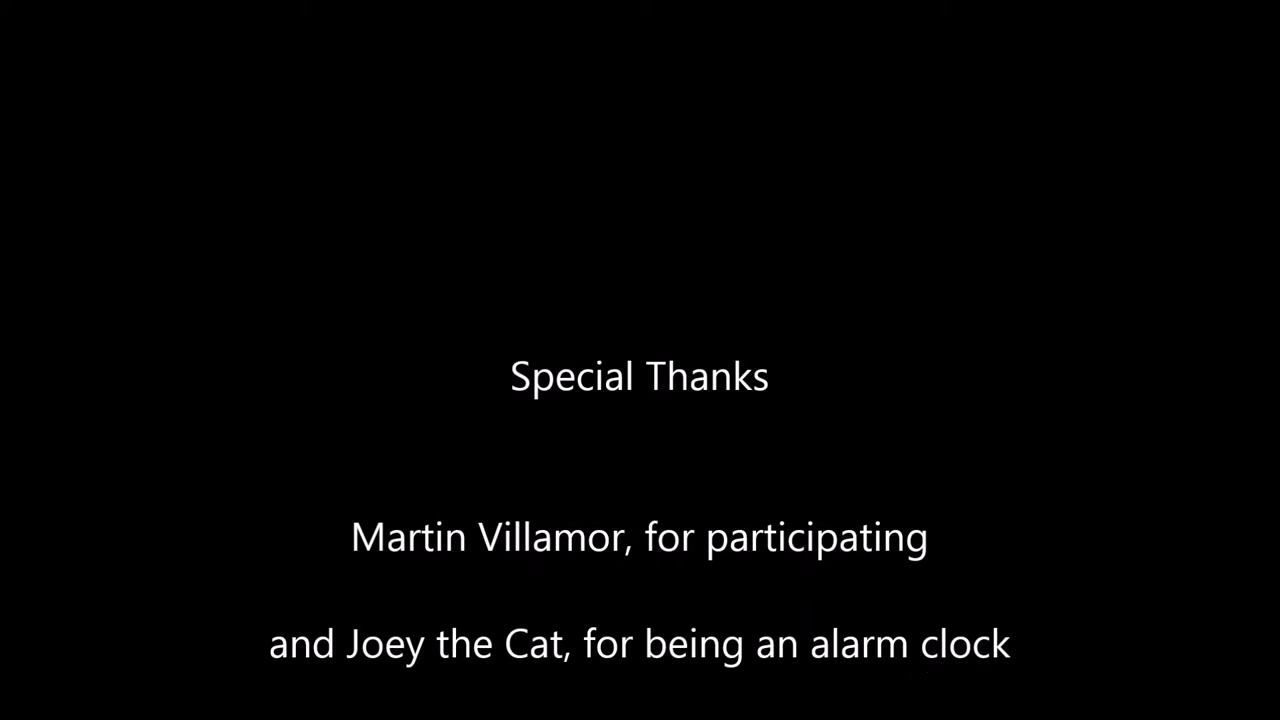 Special Thanks
Martin Villamor, for participating
and Joey the Cat, for being an alarm clock